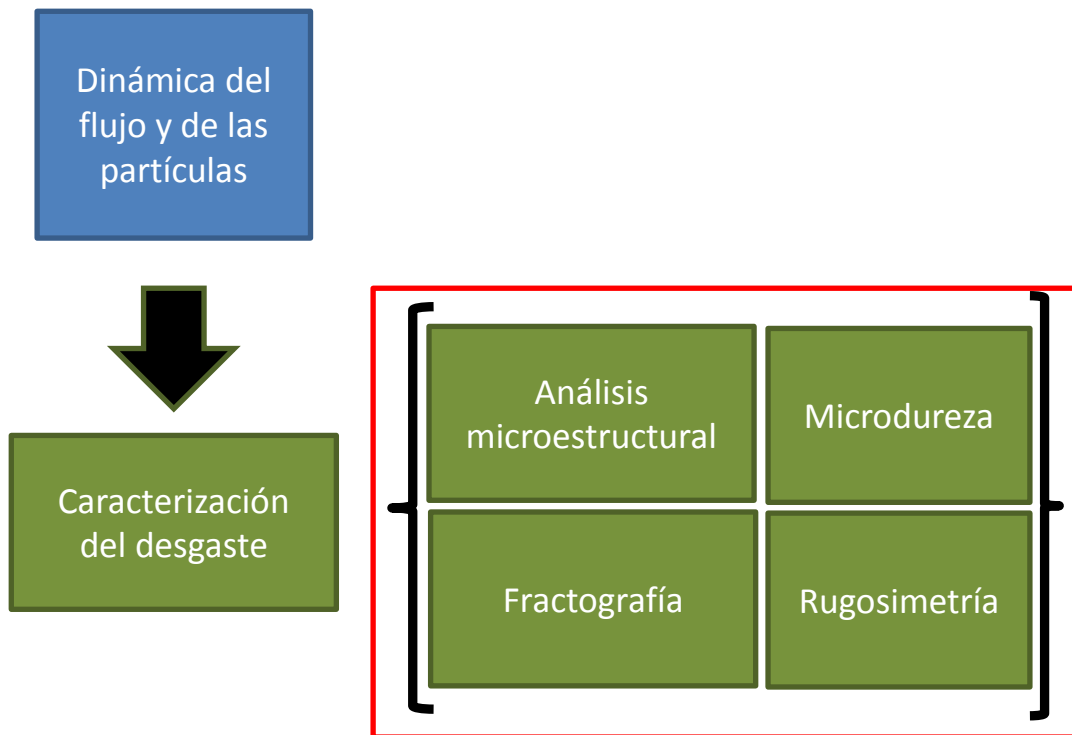 Dinámica del
flujo y de las
partículas
Caracterización
del desgaste
Análisis
microestructural
Microdureza
Fractografía
Rugosimetría